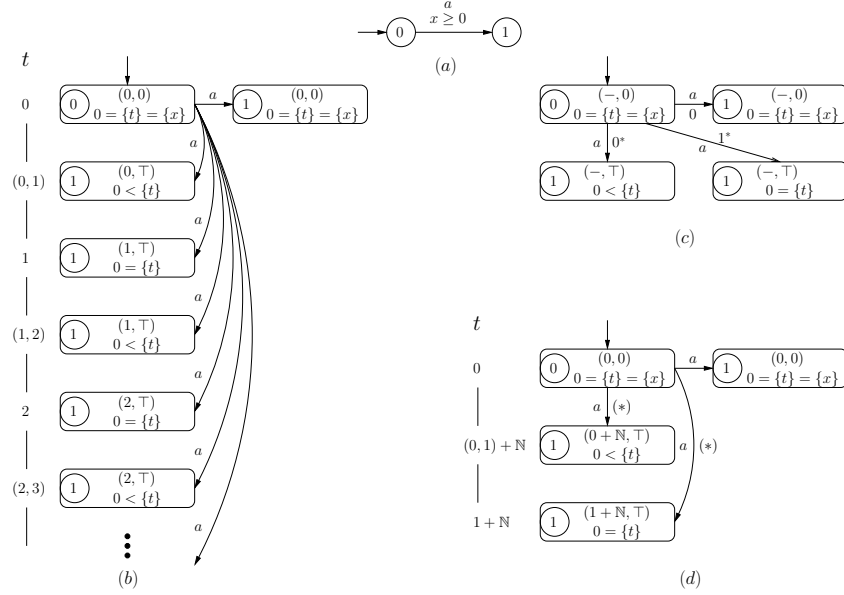 a
x ≥ 0
0
1
(a)
t
0
0
(0, 0)
0 = {t} = {x}
a
1
(0, 0)
0 = {t} = {x}
a
(0, 1)
1
(0, ⊤)
0 < {t}
a
1
1
(1, ⊤)
0 = {t}
a
(1, 2)
1
(1, ⊤)
0 < {t}
a
2
1
(2, ⊤)
0 = {t}
a
(2, 3)
1
(2, ⊤)
0 < {t}
a
(b)
0
(−, 0)
0 = {t} = {x}
a
0
1
(−, 0)
0 = {t} = {x}
a
0*
a
1*
1
(−, ⊤)
0 < {t}
1
(−, ⊤)
0 = {t}
(c)
t
0
0
(0, 0)
0 = {t} = {x}
a
1
(0, 0)
0 = {t} = {x}
a
(*)
(0, 1) + ℕ
1
(0 + ℕ, ⊤)
0 < {t}
a
(*)
1 + ℕ
1
(1 + ℕ, ⊤)
0 = {t}
(d)